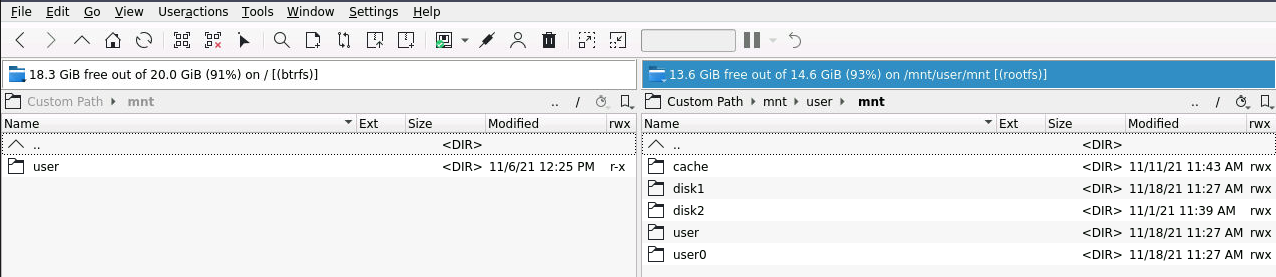 File Edit Go View Useractions Tools Window Settings Help
18.3 GiB free out of 20.0 GiB (91%) on / [(btrfs)]
Custom Path mnt .. /
Name Ext Size Modified rwx
.. <DIR>
user <DIR> 11/6/21 12:25 PM r-x
13.6 GiB free out of 14.6 GiB (93%) on /mnt/user/mnt [(rootfs)]
Custom Path mnt user mnt .. /
Name Ext Size Modified rwx
.. <DIR>
cache <DIR> 11/11/21 11:43 AM rwx
disk1 <DIR> 11/18/21 11:27 AM rwx
disk2 <DIR> 11/1/21 11:39 AM rwx
user <DIR> 11/18/21 11:27 AM rwx
user0 <DIR> 11/18/21 11:27 AM rwx